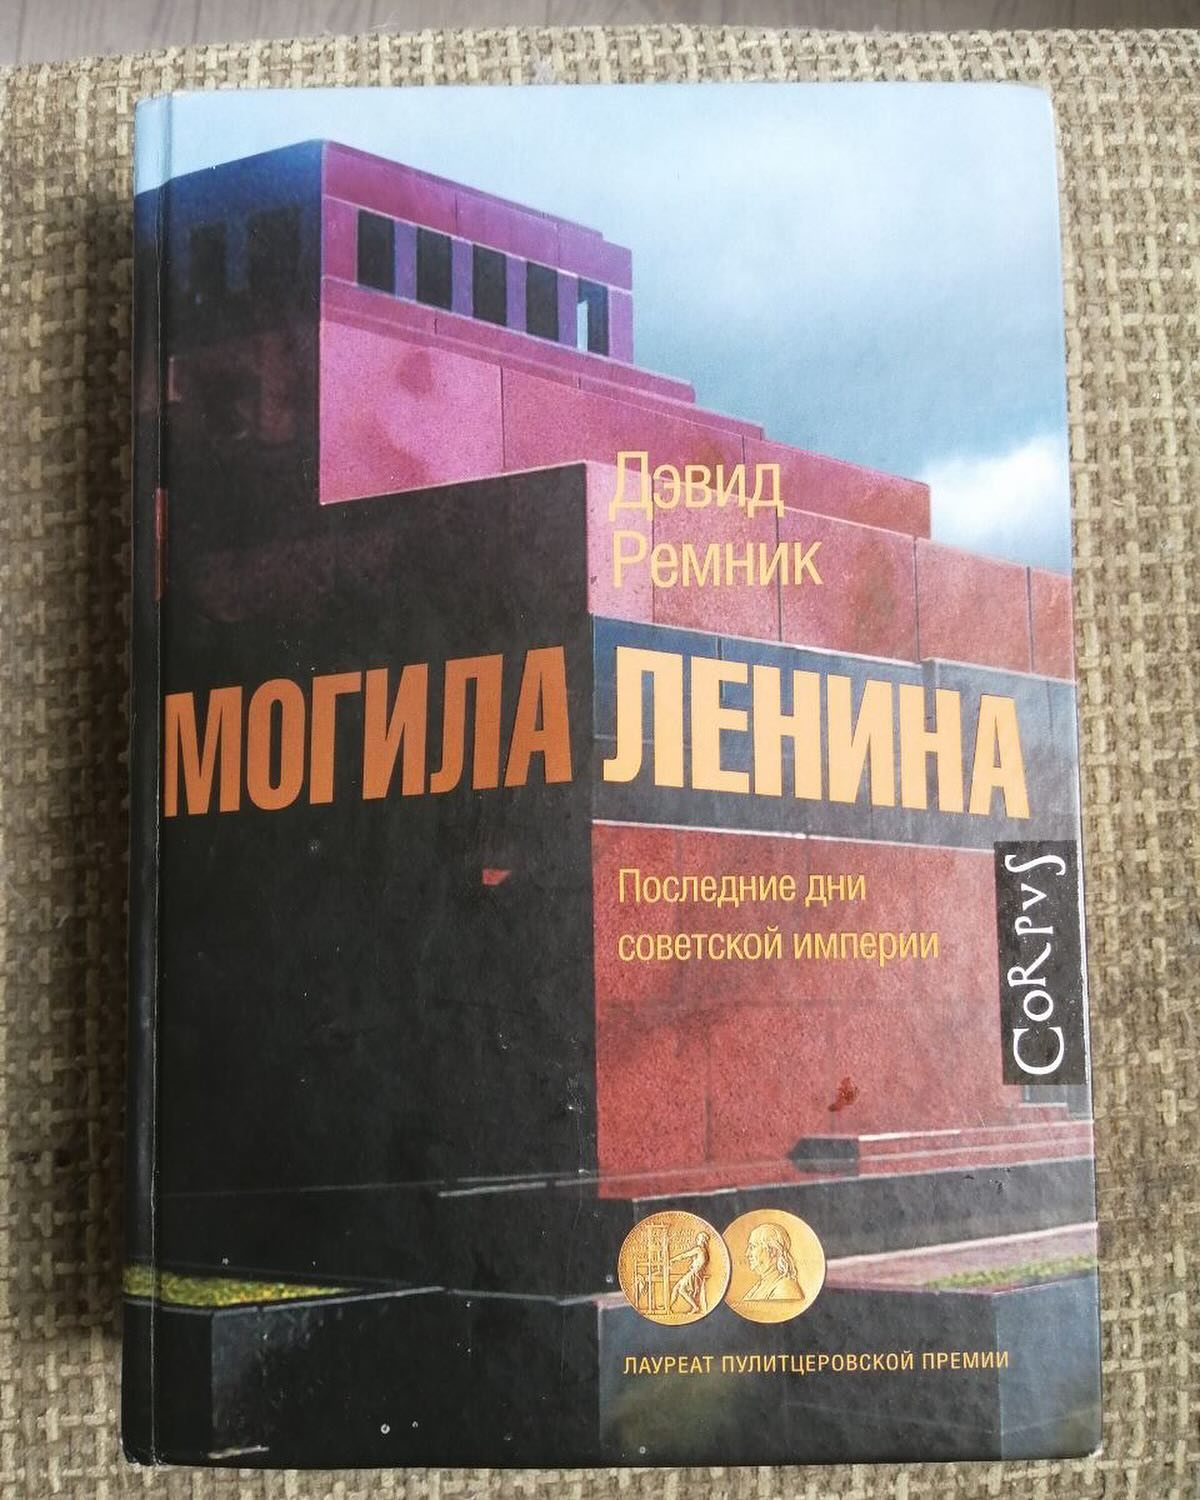 Дэвид
Ремник
МОГИЛА ЛЕНИНА
Последние дни
советской империи
CORPVS
ЛАУРЕАТ ПУЛИТЦЕРОВСКОЙ ПРЕМИИ